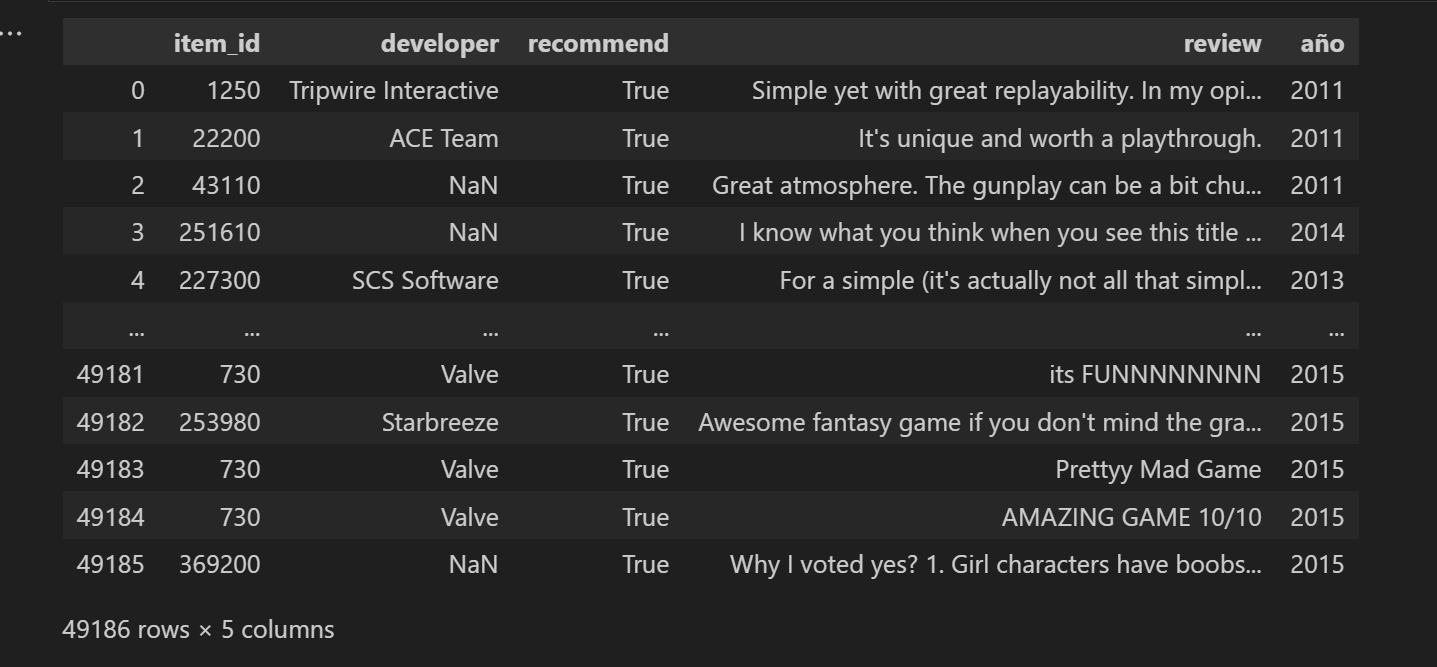 ...
item_id developer recommend review año
0 1250 Tripwire Interactive True Simple yet with great replayability. In my opi... 2011
1 22200 ACE Team True It's unique and worth a playthrough. 2011
2 43110 NaN True Great atmosphere. The gunplay can be a bit chu... 2011
3 251610 NaN True I know what you think when you see this title ... 2014
4 227300 SCS Software True For a simple (it's actually not all that simpl... 2013
... ... ... ... ... ...
49181 730 Valve True its FUNNNNNNNN 2015
49182 253980 Starbreeze True Awesome fantasy game if you don't mind the gra... 2015
49183 730 Valve True Prettyy Mad Game 2015
49184 730 Valve True AMAZING GAME 10/10 2015
49185 369200 NaN True Why I voted yes? 1. Girl characters have boobs... 2015
49186 rows × 5 columns